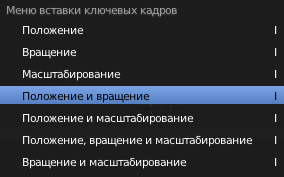 Меню вставки ключевых кадров
Положение I
Вращение I
Масштабирование I
Положение и вращение I
Положение и масштабирование I
Положение, вращение и масштабирование I
Вращение и масштабирование I